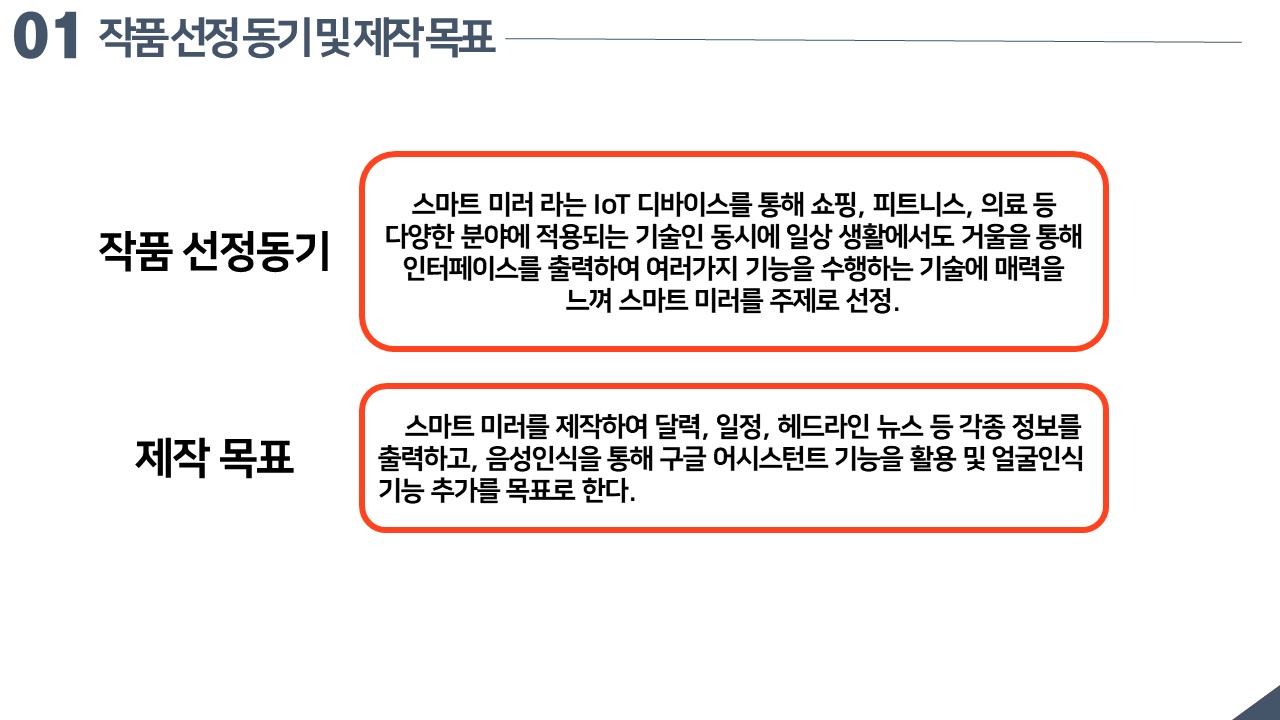 01 작품 선정 동기 및 제작 목표
작품 선정동기
스마트 미러 라는 IoT 디바이스를 통해 쇼핑, 피트니스, 의료 등
다양한 분야에 적용되는 기술인 동시에 일상 생활에서도 거울을 통해
인터페이스를 출력하여 여러가지 기능을 수행하는 기술에 매력을
느껴 스마트 미러를 주제로 선정.
제작 목표
스마트 미러를 제작하여 달력, 일정, 헤드라인 뉴스 등 각종 정보를
출력하고, 음성인식을 통해 구글 어시스턴트 기능을 활용 및 얼굴인식
기능 추가를 목표로 한다.